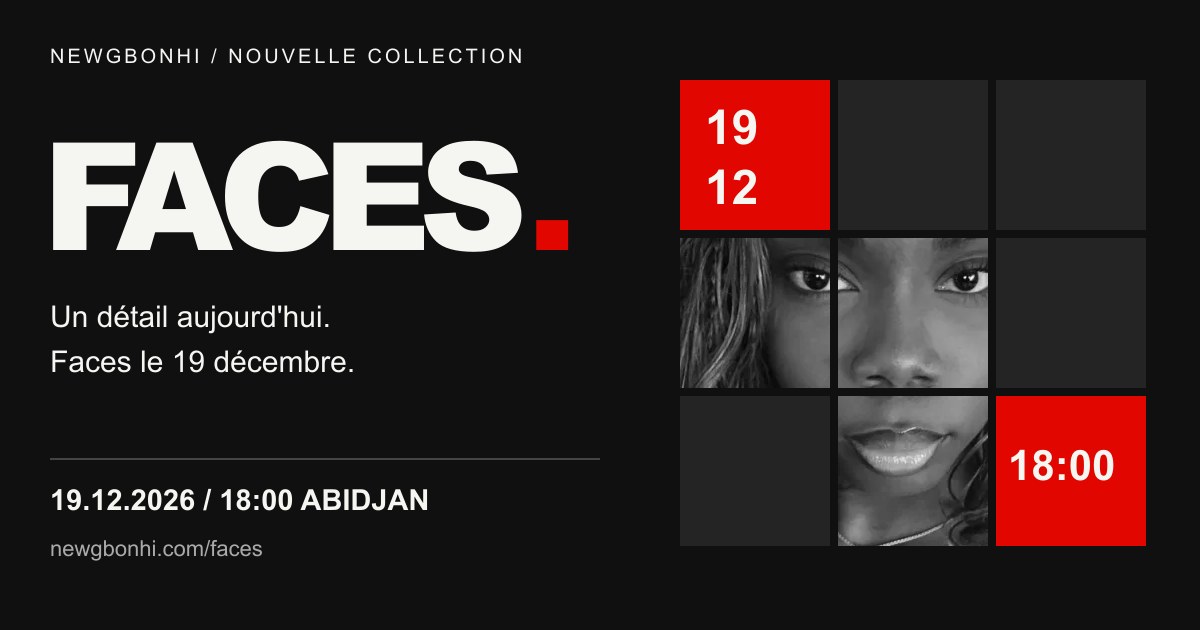 NEWGBONHI / NOUVELLE COLLECTION
FACES.
Un détail aujourd'hui.
Faces le 19 décembre.
19.12.2026 / 18:00 ABIDJAN
newgbonhi.com/faces
19
12
18:00